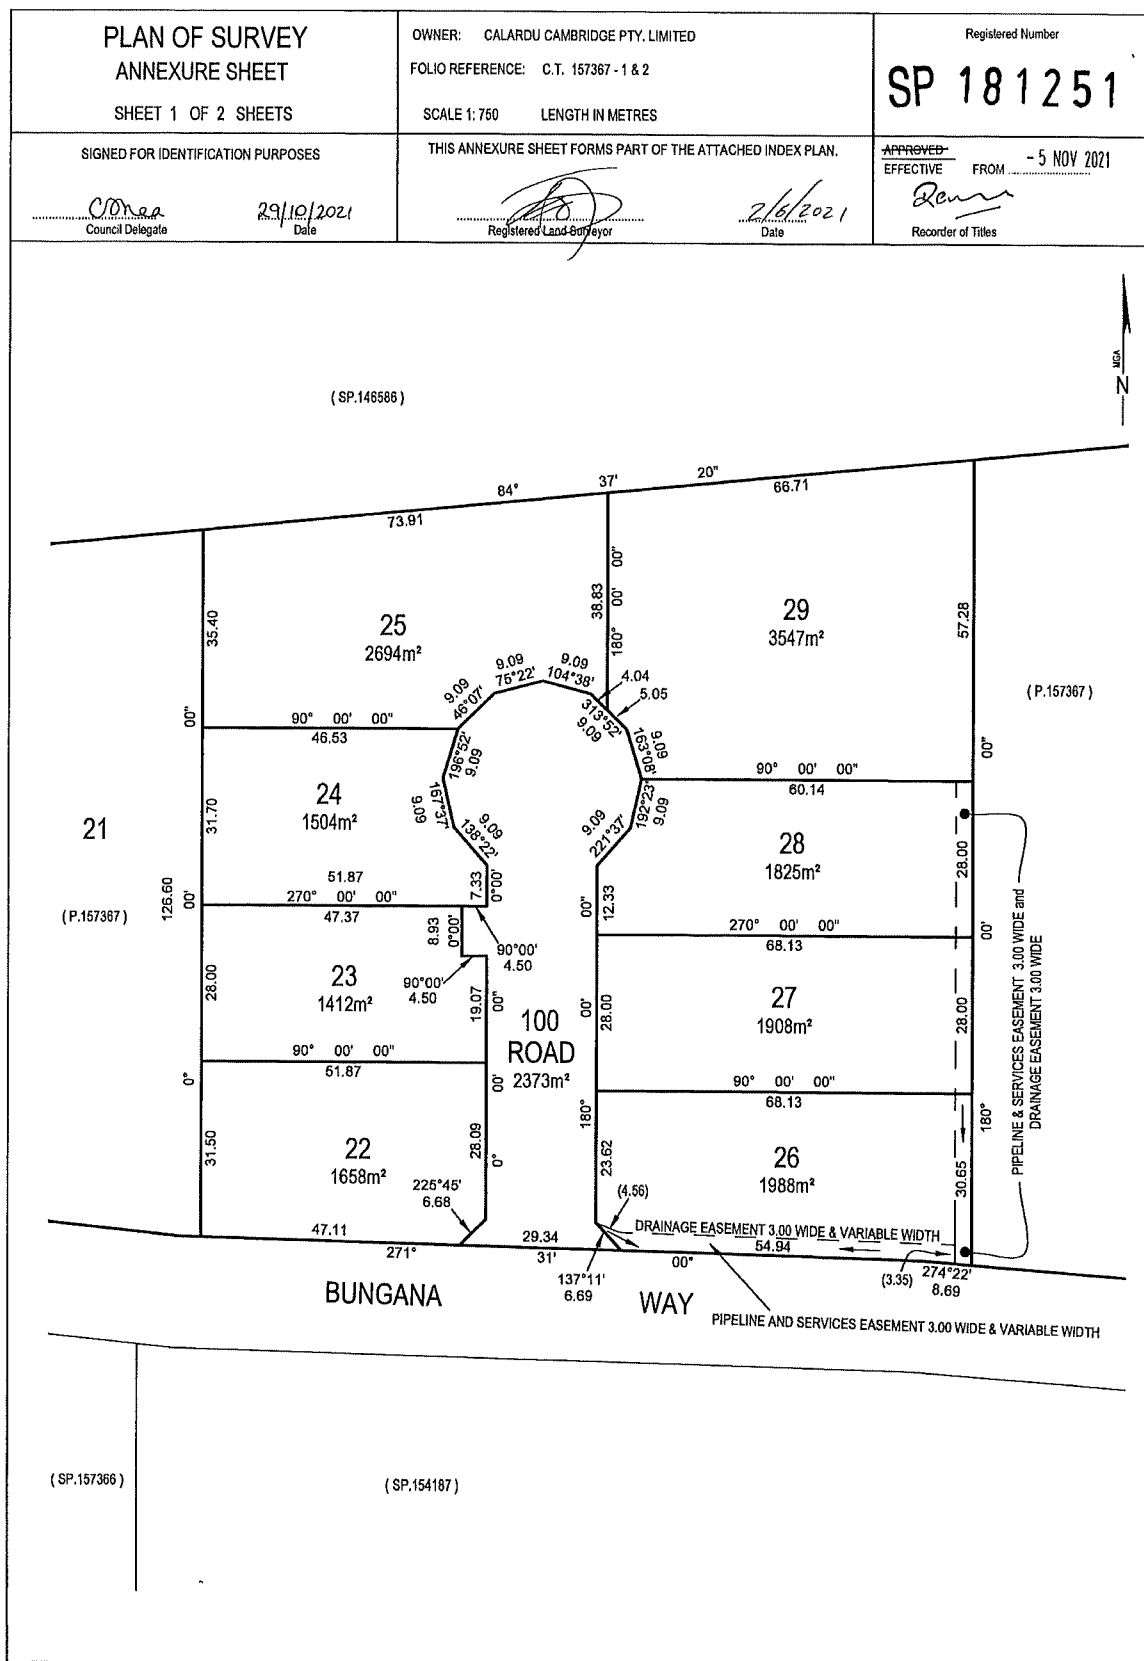 PLAN OF SURVEY
ANNEXURE SHEET
SHEET 1 OF 2 SHEETS
OWNER: CALARDU CAMBRIDGE PTY. LIMITED
FOLIO REFERENCE: C.T. 157367 - 1 & 2
SCALE 1: 750 LENGTH IN METRES
Registered Number
SP 181251
SIGNED FOR IDENTIFICATION PURPOSES
29/10/2021
Council Delegate Date
THIS ANNEXURE SHEET FORMS PART OF THE ATTACHED INDEX PLAN.
2/6/2021
Registered Land Surveyor Date
APPROVED
EFFECTIVE FROM - 5 NOV 2021
Recorder of Titles
MGA
N
( SP.146586 )
84° 37' 20"
73.91
66.71
35.40
25
2694m²
38.83
180° 00' 00"
29
3547m²
57.28
( P.157367 )
9.09
46°07'
9.09
75°22'
9.09
104°38'
4.04
5.05
313°52'
9.09
9.09
163°08'
00"
90° 00' 00"
46.53
196°52'
9.09
00"
90° 00' 00"
60.14
192°23'
9.09
24
1504m²
31.70
167°37'
9.09
9.09
138°22'
9.09
221°37'
28
1825m²
28.00
21
( P.157367 )
126.60
00'
51.87
270° 00' 00"
47.37
7.33
0°00'
00"
12.33
270° 00' 00"
68.13
00'
8.93
0°00'
90°00'
4.50
23
1412m²
28.00
90°00'
4.50
19.07
00"
100
ROAD
2373m²
00'
28.00
27
1908m²
28.00
PIPELINE & SERVICES EASEMENT 3.00 WIDE and
DRAINAGE EASEMENT 3.00 WIDE
0°
90° 00' 00"
51.87
00'
90° 00' 00"
68.13
180°
180°
31.50
22
1658m²
28.09
0°
23.62
26
1988m²
30.65
225°45'
6.68
(4.56)
DRAINAGE EASEMENT 3.00 WIDE & VARIABLE WIDTH
47.11
29.34
54.94
271° 31' 00"
137°11'
6.69
(3.35)
274°22'
8.69
BUNGANA WAY
PIPELINE AND SERVICES EASEMENT 3.00 WIDE & VARIABLE WIDTH
( SP.157366 )
( SP.154187 )